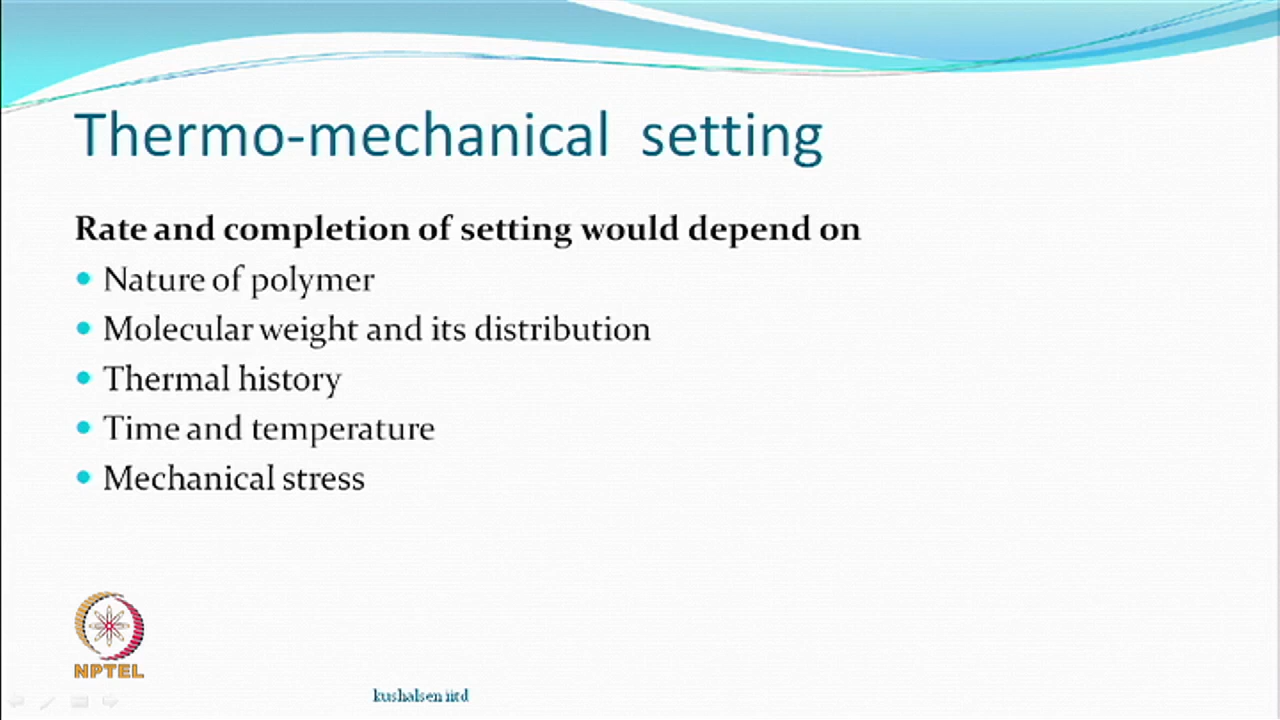 Thermo-mechanical setting
Rate and completion of setting would depend on
Nature of polymer
Molecular weight and its distribution
Thermal history
Time and temperature
Mechanical stress
NPTEL
kushalsen iitd